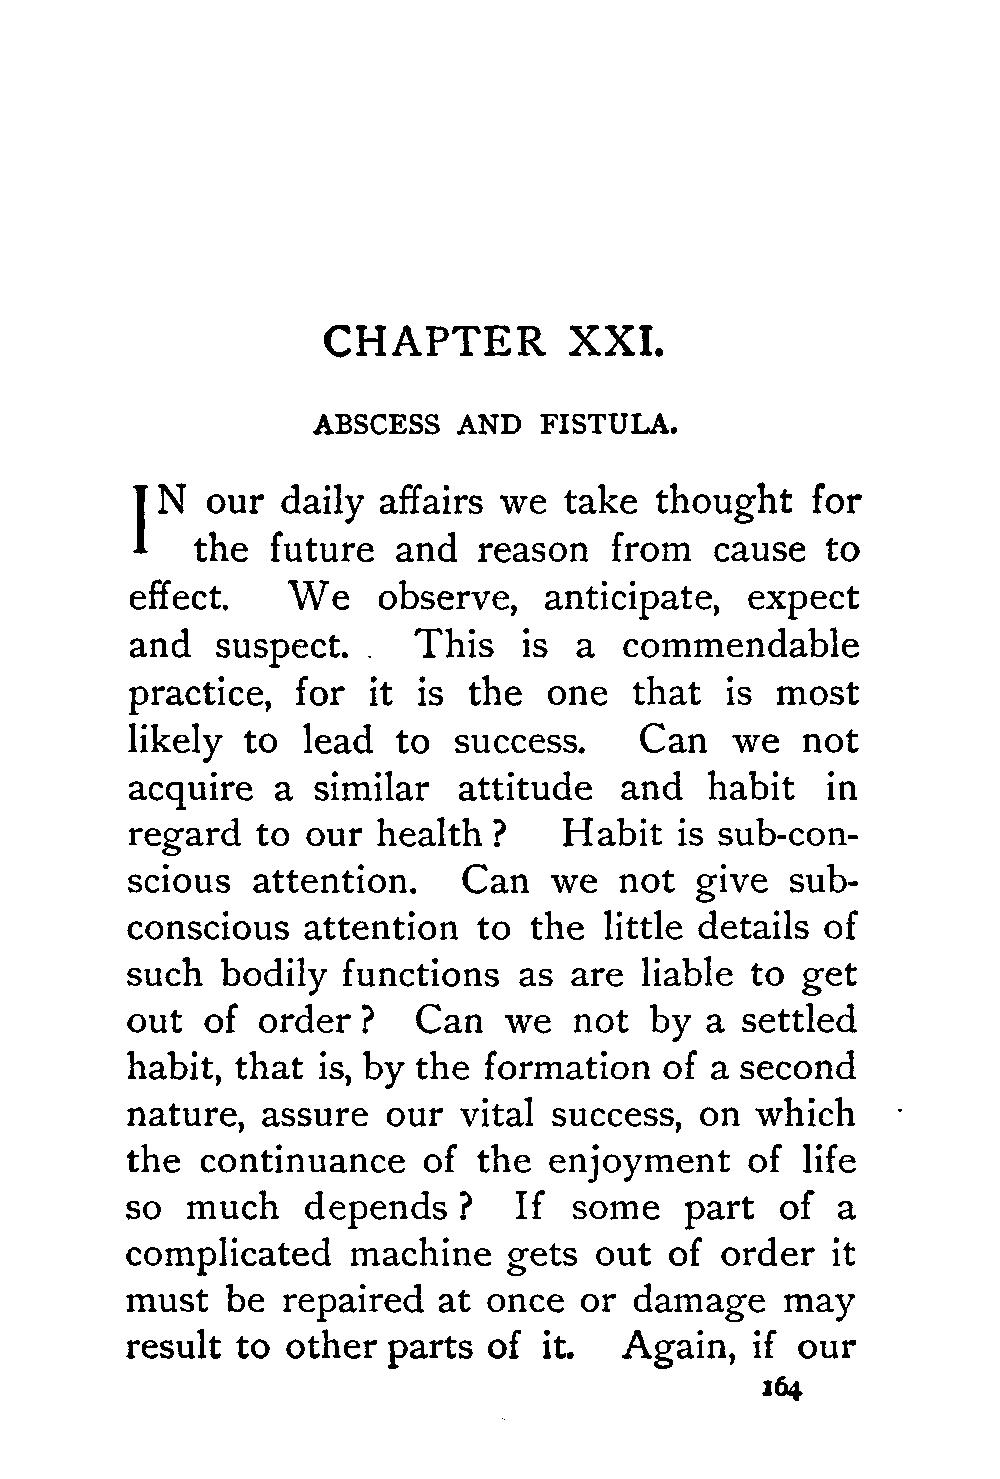 CHAPTER XXI.
ABSCESS AND FISTULA.
IN our daily affairs we take thought for
the future and reason from cause to
effect. We observe, anticipate, expect
and suspect. This is a commendable
practice, for it is the one that is most
likely to lead to success. Can we not
acquire a similar attitude and habit in
regard to our health ? Habit is sub-con-
scious attention. Can we not give sub-
conscious attention to the little details of
such bodily functions as are liable to get
out of order ? Can we not by a settled
habit, that is, by the formation of a second
nature, assure our vital success, on which
the continuance of the enjoyment of life
so much depends ? If some part of a
complicated machine gets out of order it
must be repaired at once or damage may
result to other parts of it. Again, if our
164